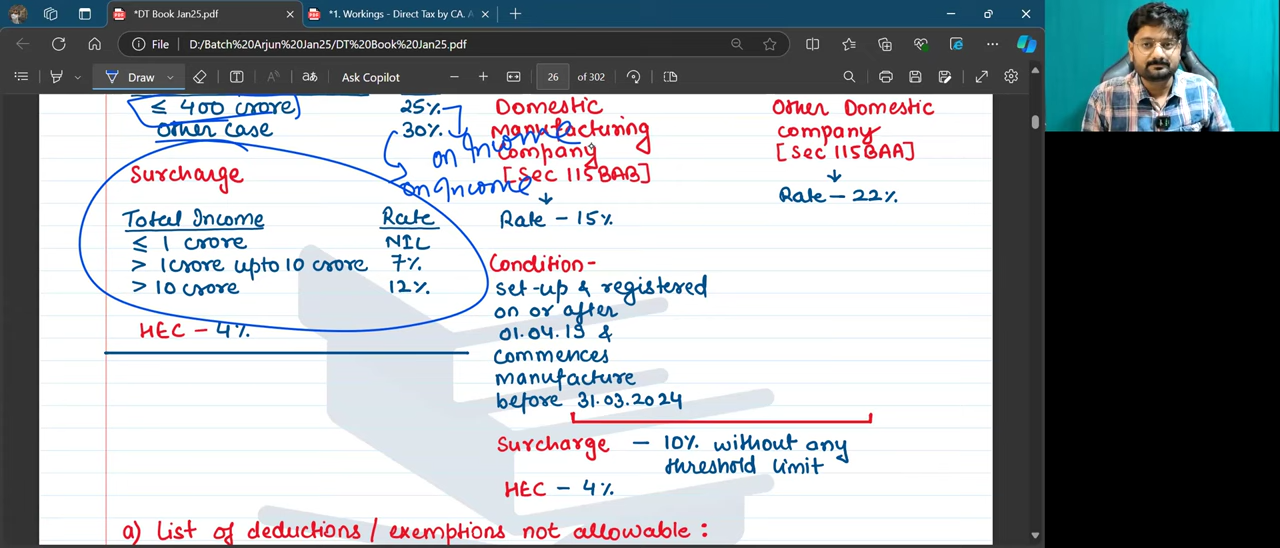 *DT Book Jan25.pdf
*1. Workings - Direct Tax by CA. A
File
D:/Batch%20Arjun%20Jan25/DT%20Book%20Jan25.pdf
Draw
Ask Copilot
26 of 302
≤ 400 crore) 25%
Other case 30%
on Income
on Income
Surcharge
Total Income Rate
≤ 1 crore NIL
> 1 crore upto 10 crore 7%
> 10 crore 12%
HEC - 4%
Domestic
manufacturing
company
[Sec 115BAB]
Rate - 15%
Condition-
set-up & registered
on or after
01.04.19 &
commences
manufacture
before 31.03.2024
Other Domestic
company
[Sec 115BAA]
Rate - 22%
Surcharge - 10% without any
threshold limit
HEC - 4%
a) List of deductions / exemptions not allowable :